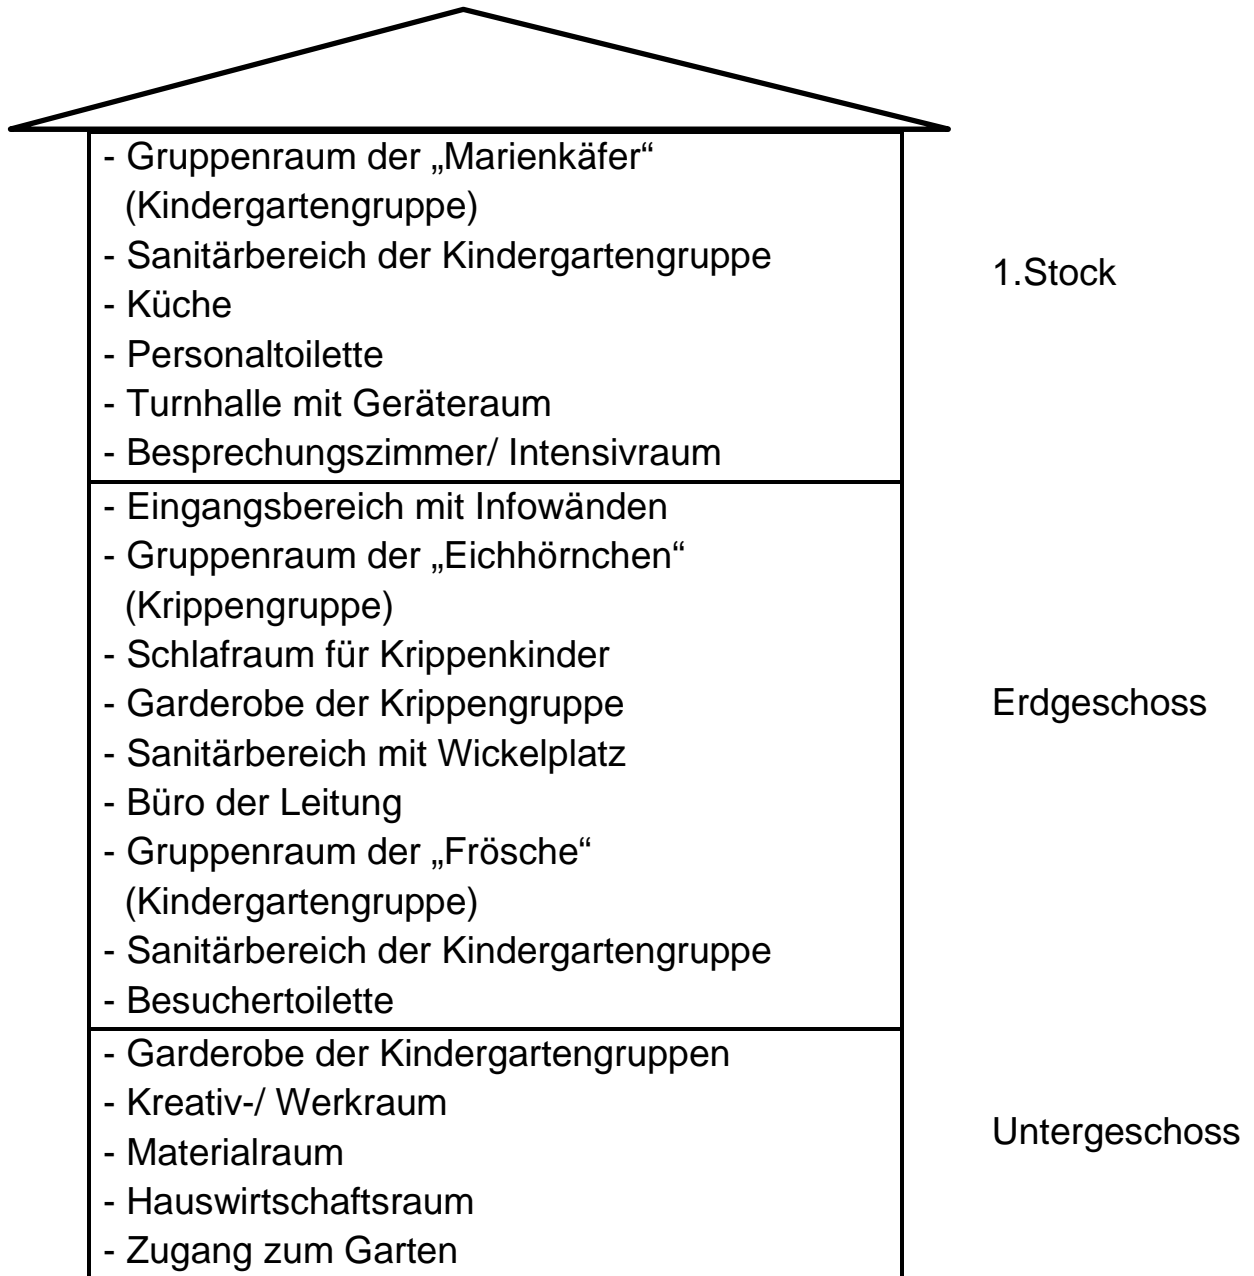 - Gruppenraum der „Marienkäfer“
(Kindergartengruppe)
- Sanitärbereich der Kindergartengruppe
- Küche
- Personaltoilette
- Turnhalle mit Geräteraum
- Besprechungszimmer/ Intensivraum
1.Stock
- Eingangsbereich mit Infowänden
- Gruppenraum der „Eichhörnchen“
(Krippengruppe)
- Schlafraum für Krippenkinder
- Garderobe der Krippengruppe
- Sanitärbereich mit Wickelplatz
- Büro der Leitung
- Gruppenraum der „Frösche“
(Kindergartengruppe)
- Sanitärbereich der Kindergartengruppe
- Besuchertoilette
Erdgeschoss
- Garderobe der Kindergartengruppen
- Kreativ-/ Werkraum
- Materialraum
- Hauswirtschaftsraum
- Zugang zum Garten
Untergeschoss